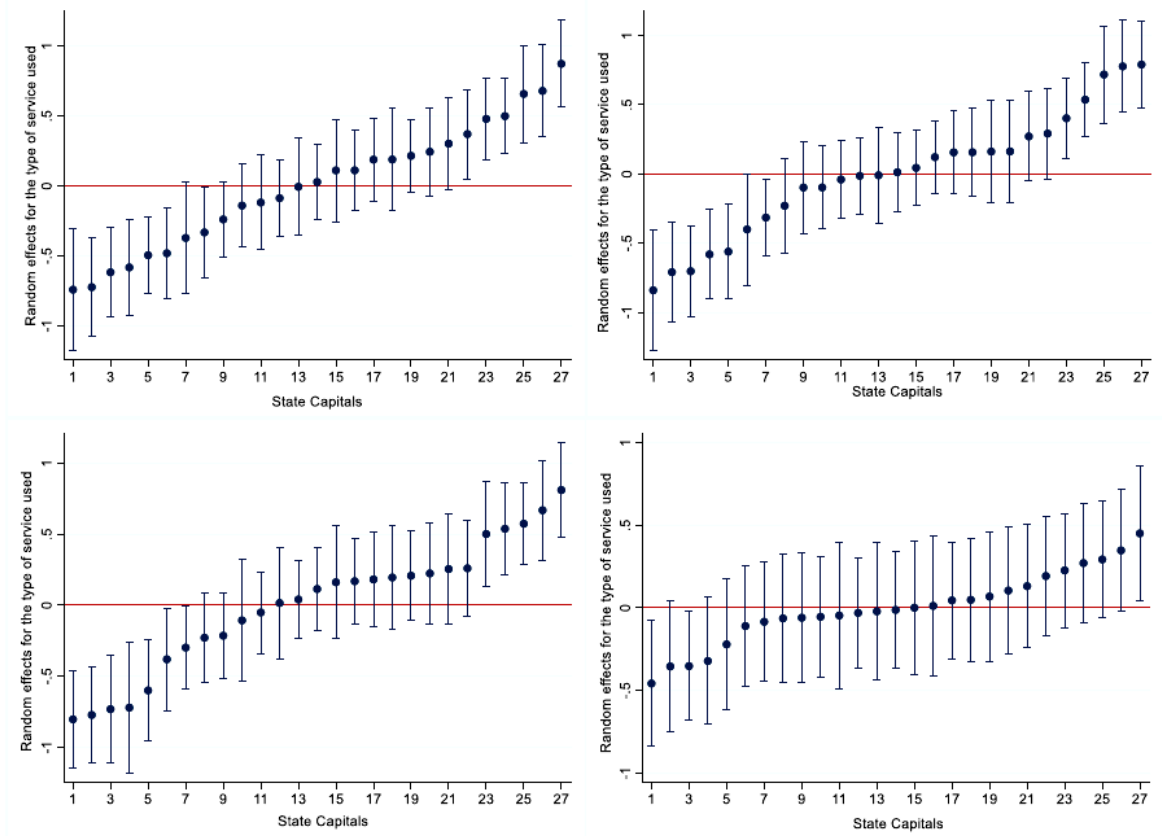 Random effects for the type of service used
1
.5
0
-.5
-1
1 3 5 7 9 11 13 15 17 19 21 23 25 27
State Capitals
Random effects for the type of service used
1
.5
0
-.5
-1
1 3 5 7 9 11 13 15 17 19 21 23 25 27
State Capitals
Random effects for the type of service used
1
.5
0
-.5
-1
1 3 5 7 9 11 13 15 17 19 21 23 25 27
State Capitals
Random effects for the type of service used
1
.5
0
-.5
-1
1 3 5 7 9 11 13 15 17 19 21 23 25 27
State Capitals